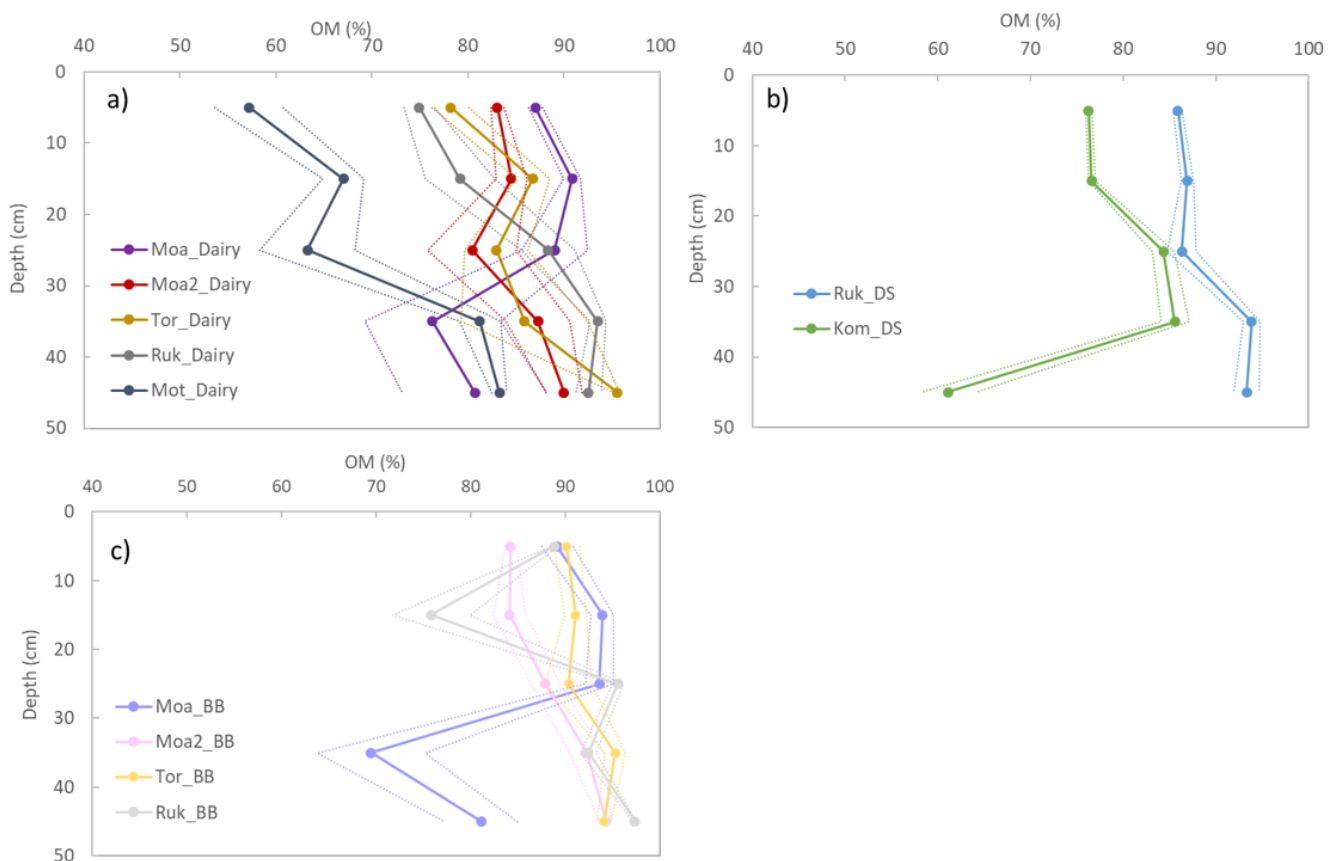 OM (%)
40 50 60 70 80 90 100
0
10
20
30
40
50
Depth (cm)
a)
Moa_Dairy
Moa2_Dairy
Tor_Dairy
Ruk_Dairy
Mot_Dairy
OM (%)
40 50 60 70 80 90 100
0
10
20
30
40
50
Depth (cm)
b)
Ruk_DS
Kom_DS
OM (%)
40 50 60 70 80 90 100
0
10
20
30
40
50
Depth (cm)
c)
Moa_BB
Moa2_BB
Tor_BB
Ruk_BB